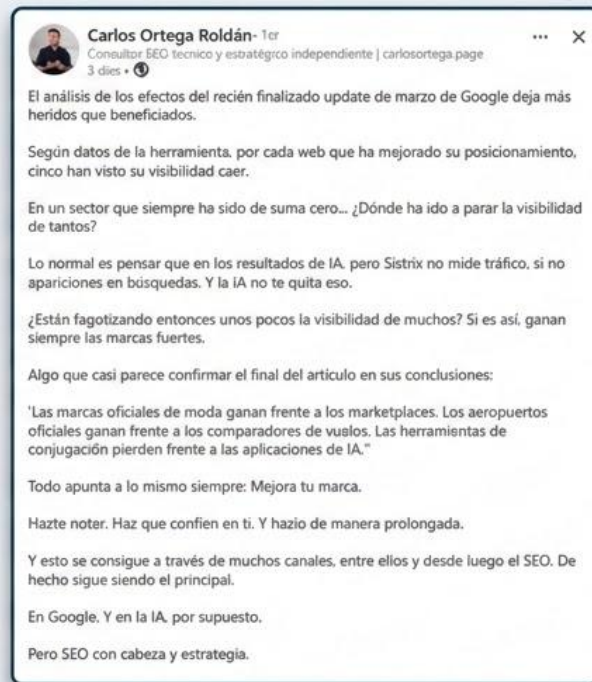 Carlos Ortega Roldán- 1er
Consultor EEO tecnico y estratégrco independiente | carlosortega.page
3 dies •
El análisis de los efectos del recién finalizado update de marzo de Google deja más
heridos que beneficiados.
Según datos de la herramienta. por cada web que ha mejorado su posicionamiento,
cinco han visto su visibilidad caer.
En un sector que siempre ha sido de suma cero... ¿Dónde ha ido a parar la visibilidad
de tantos?
Lo normal es pensar que en los resultados de IA. pero Sistrix no mide tráfico, si no
apariciones en búsquedas. Y la iA no te quita eso.
¿Están fagotizando entonces unos pocos la visibilidad de muchos? Si es así, ganan
siempre las marcas fuertes.
Algo que casi parece confirmar el final del artículo en sus conclusiones:
'Las marcas oficiales de moda ganan frente a los marketplaces. Los aeropuertos
oficiales ganan frente a los comparadores de vuelos. Las herramientas de
conjugación pierden frente a las aplicaciones de IA."
Todo apunta a lo mismo siempre: Mejora tu marca.
Hazte noter. Haz que confien en ti. Y hazio de manera prolongada.
Y esto se consigue a través de muchos canales, entre ellos y desde luego el SEO. De
hecho sigue siendo el principal.
En Google. Y en la IA, por supuesto.
Pero SEO con cabeza y estrategia.